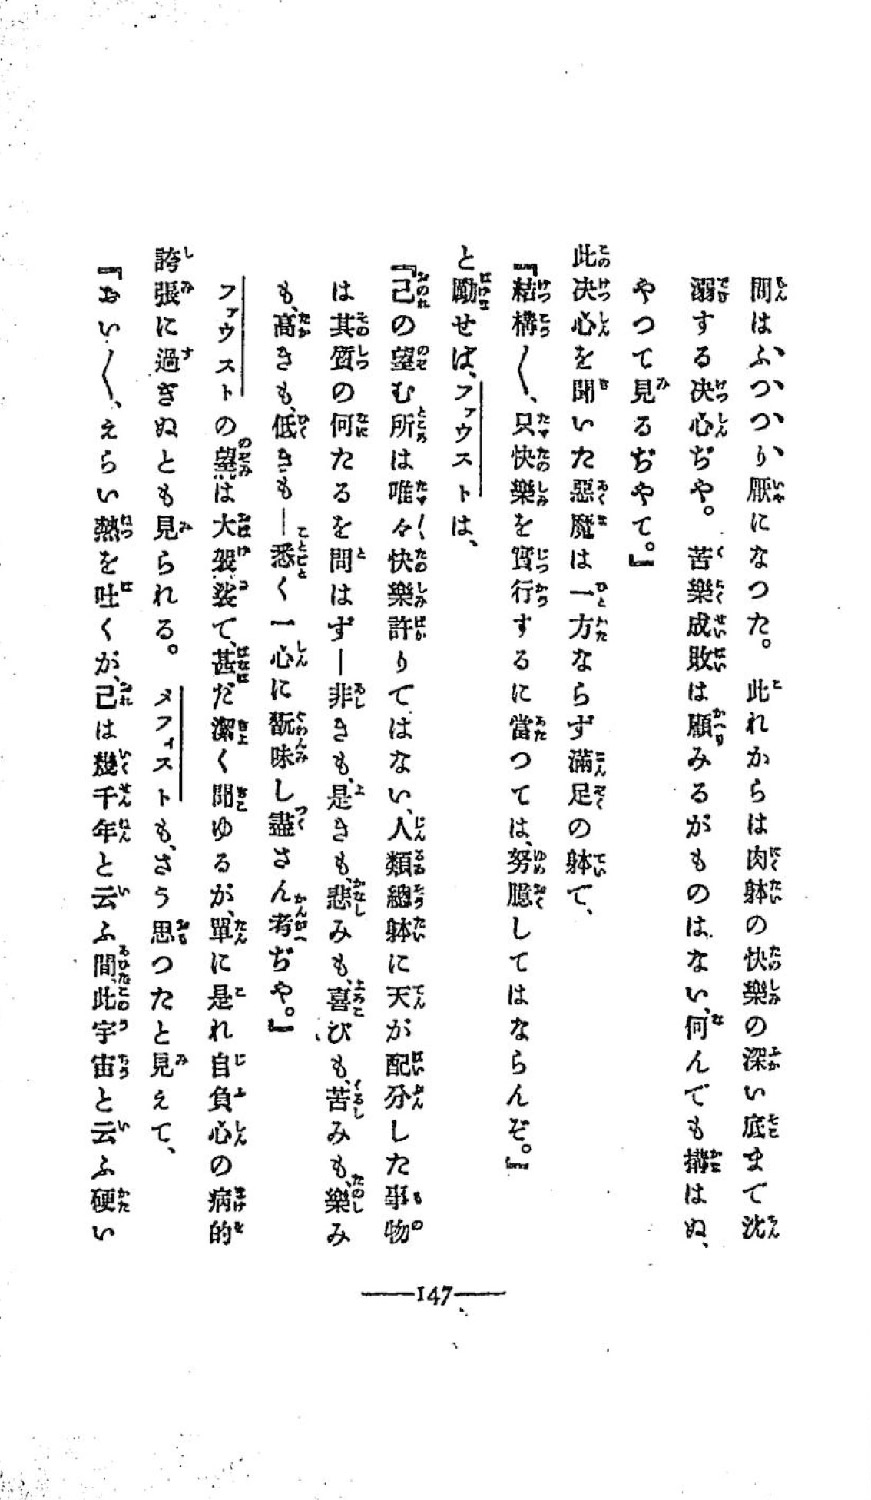 問はふつつり厭になつた。此れからは肉躰の快樂の深い底まで沈
溺する决心ぢや。苦樂成敗は顧みるがものはない、何んでも搆はぬ、
やつて見るぢやて。』
此决心を聞いた惡魔は一方ならず滿足の躰で、
『結構〱、只快樂を實行するに當つては、努臆してはならんぞ。』
と勵せば、ファウストは、
『己の望む所は唯々〱快樂許りではない、人類總躰に天が配分した事物
は其質の何たるを問はず—非きも、是きも、悲みも、喜びも、苦みも、樂み
も、高きも、低きも—悉く一心に翫味し盡さん考ぢや。』
ファウストの望は大袈裟で、甚だ潔く聞ゆるが、單に是れ自負心の病的
誇張に過ぎぬとも見られる。メフィストも、さう思つたと見えて、
『おい〱、えらい熱を吐くが、己は幾千年と云ふ間、此宇宙と云ふ硬い
147